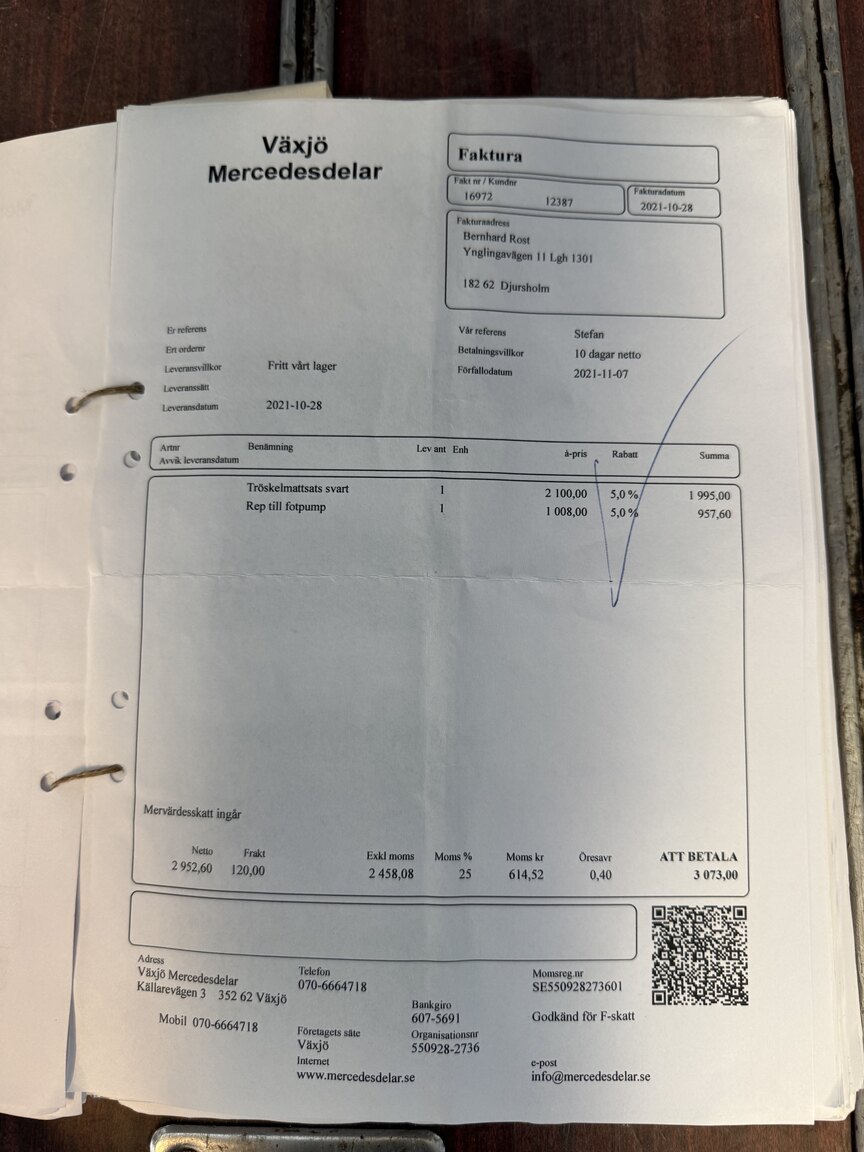 Växjö
Mercedesdelar
Faktura
Fakt nr / Kundnr
16972 12387
Fakturadatum
2021-10-28
Fakturaadress
Bernhard Rost
Ynglingavägen 11 Lgh 1301
182 62 Djursholm
Er referens
Ert ordernr
Leveransvillkor Fritt vårt lager
Leveranssätt
Leveransdatum 2021-10-28
Vår referens Stefan
Betalningsvillkor 10 dagar netto
Förfallodatum 2021-11-07
Artnr Benämning Lev ant Enh à-pris Rabatt Summa
Avvik leveransdatum
Tröskelmattsats svart 1 2 100,00 5,0 % 1 995,00
Rep till fotpump 1 1 008,00 5,0 % 957,60
Mervärdesskatt ingår
Netto Frakt Exkl moms Moms % Moms kr Öresavr ATT BETALA
2 952,60 120,00 2 458,08 25 614,52 0,40 3 073,00
Adress
Växjö Mercedesdelar
Källarevägen 3 352 62 Växjö
Mobil 070-6664718
Telefon
070-6664718
Företagets säte
Växjö
Internet
www.mercedesdelar.se
Bankgiro
607-5691
Organisationsnr
550928-2736
Momsreg.nr
SE550928273601
Godkänd för F-skatt
e-post
info@mercedesdelar.se